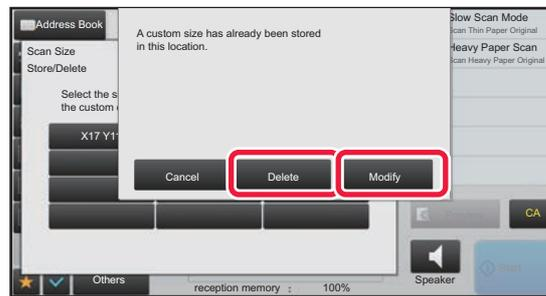 Address Book
Scan Size
Store/Delete
Select the s
the custom
X17 Y1
A custom size has already been stored
in this location.
Cancel
Delete
Modify
Slow Scan Mode
Scan Thin Paper Original
Heavy Paper Scan
Scan Heavy Paper Original
CA
Start
Speaker
Others
reception memory : 100%